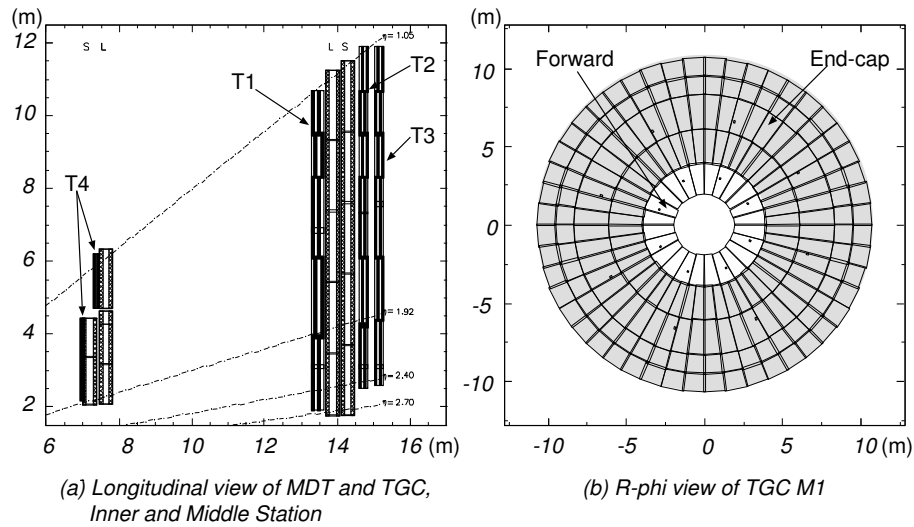 (m)
12
10
8
6
4
2
S L
L S
T1
T2
T3
T4
η = 1.05
η = 1.92
η = 2.40
η = 2.70
6 8 10 12 14 16 (m)
(a) Longitudinal view of MDT and TGC,
Inner and Middle Station
(m)
10
5
0
-5
-10
Forward
End-cap
-10 -5 0 5 10 (m)
(b) R-phi view of TGC M1